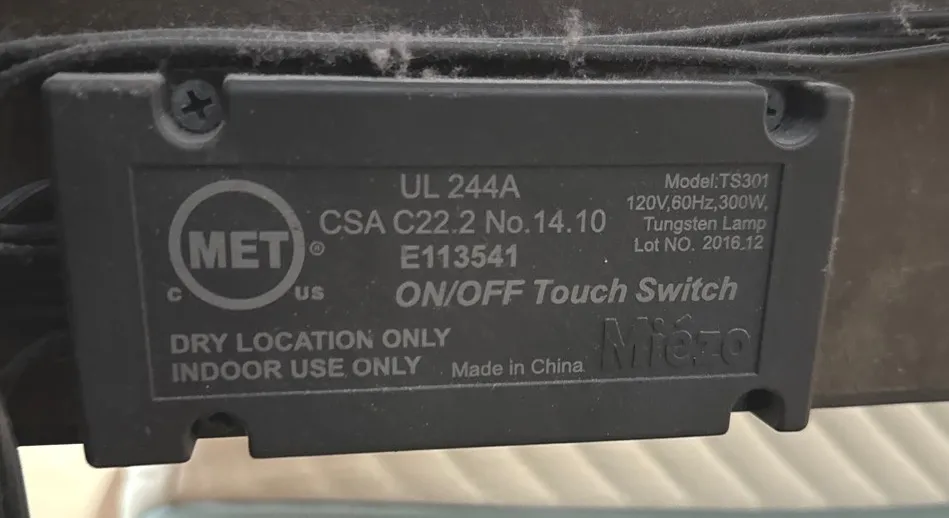 MET ®
C US
UL 244A
CSA C22.2 No.14.10
E113541
ON/OFF Touch Switch
Model:TS301
120V,60Hz,300W,
Tungsten Lamp
Lot NO. 2016.12
DRY LOCATION ONLY
INDOOR USE ONLY
Made in China
Miézo